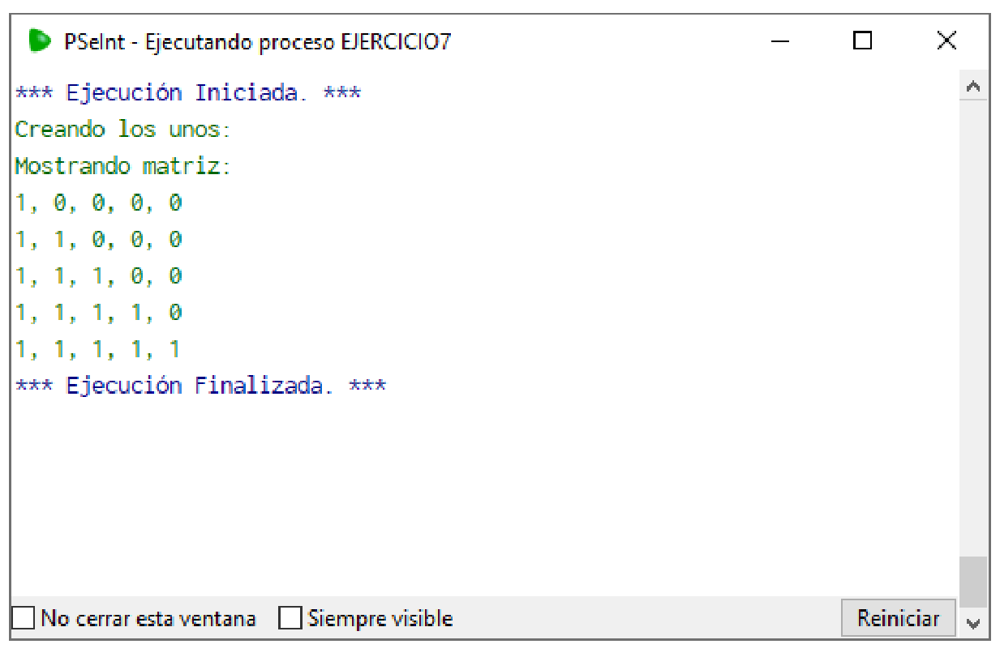 PSeInt - Ejecutando proceso EJERCICIO7
*** Ejecución Iniciada. ***
Creando los unos:
Mostrando matriz:
1, 0, 0, 0, 0
1, 1, 0, 0, 0
1, 1, 1, 0, 0
1, 1, 1, 1, 0
1, 1, 1, 1, 1
*** Ejecución Finalizada. ***
No cerrar esta ventana Siempre visible Reiniciar